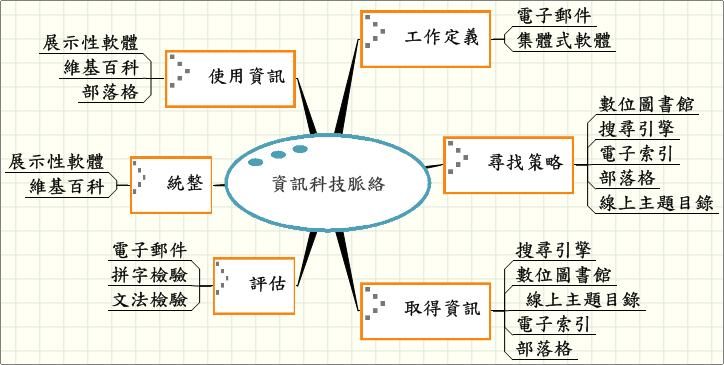 資訊科技脈絡
工作定義
電子郵件
集體式軟體
尋找策略
數位圖書館
搜尋引擎
電子索引
部落格
線上主題目錄
取得資訊
搜尋引擎
數位圖書館
線上主題目錄
電子索引
部落格
評估
電子郵件
拼字檢驗
文法檢驗
統整
展示性軟體
維基百科
使用資訊
展示性軟體
維基百科
部落格